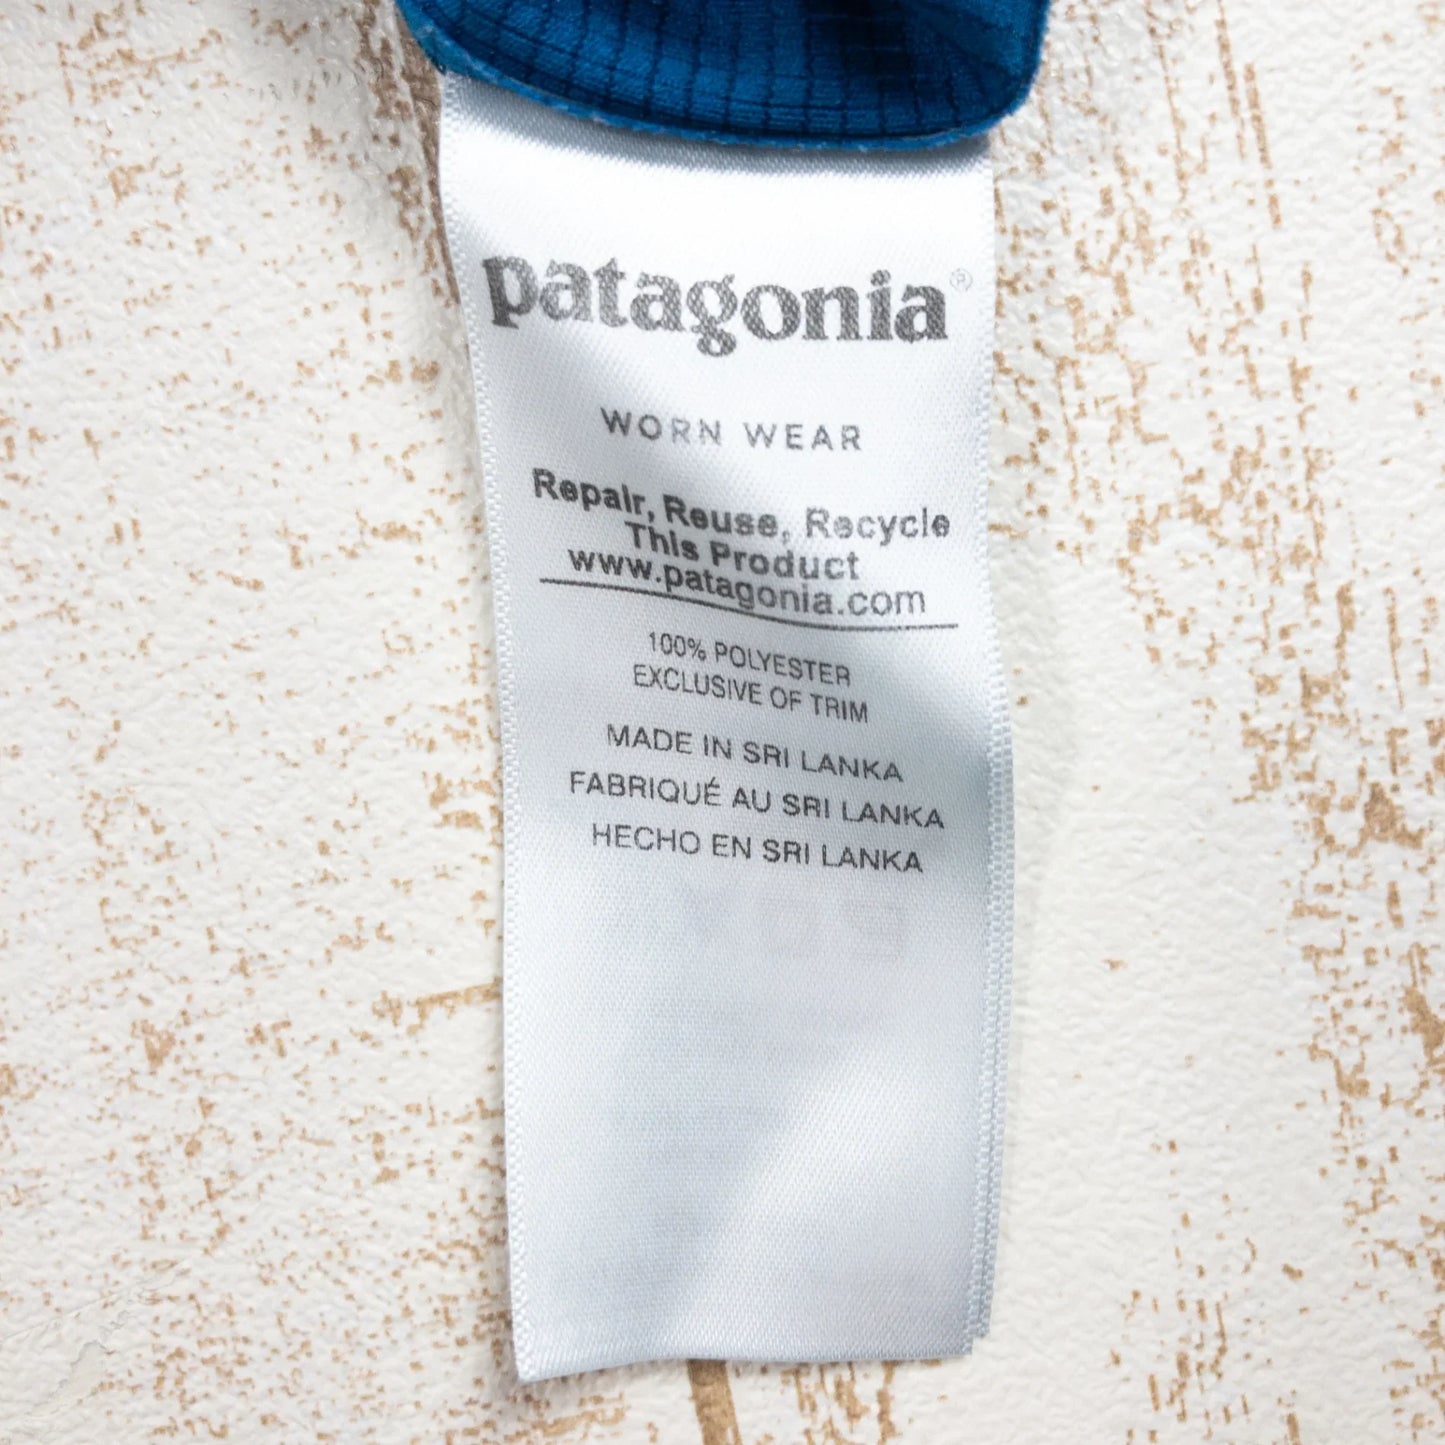 patagonia®
WORN WEAR
Repair, Reuse, Recycle
This Product
www.patagonia.com
100% POLYESTER
EXCLUSIVE OF TRIM
MADE IN SRI LANKA
FABRIQUÉ AU SRI LANKA
HECHO EN SRI LANKA